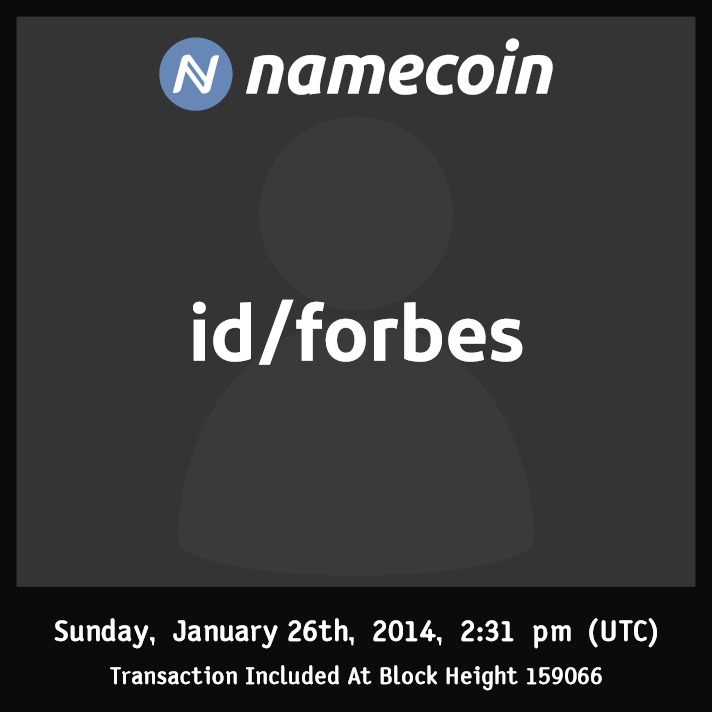 namecoin
id/forbes
Sunday, January 26th, 2014, 2:31 pm (UTC)
Transaction Included At Block Height 159066